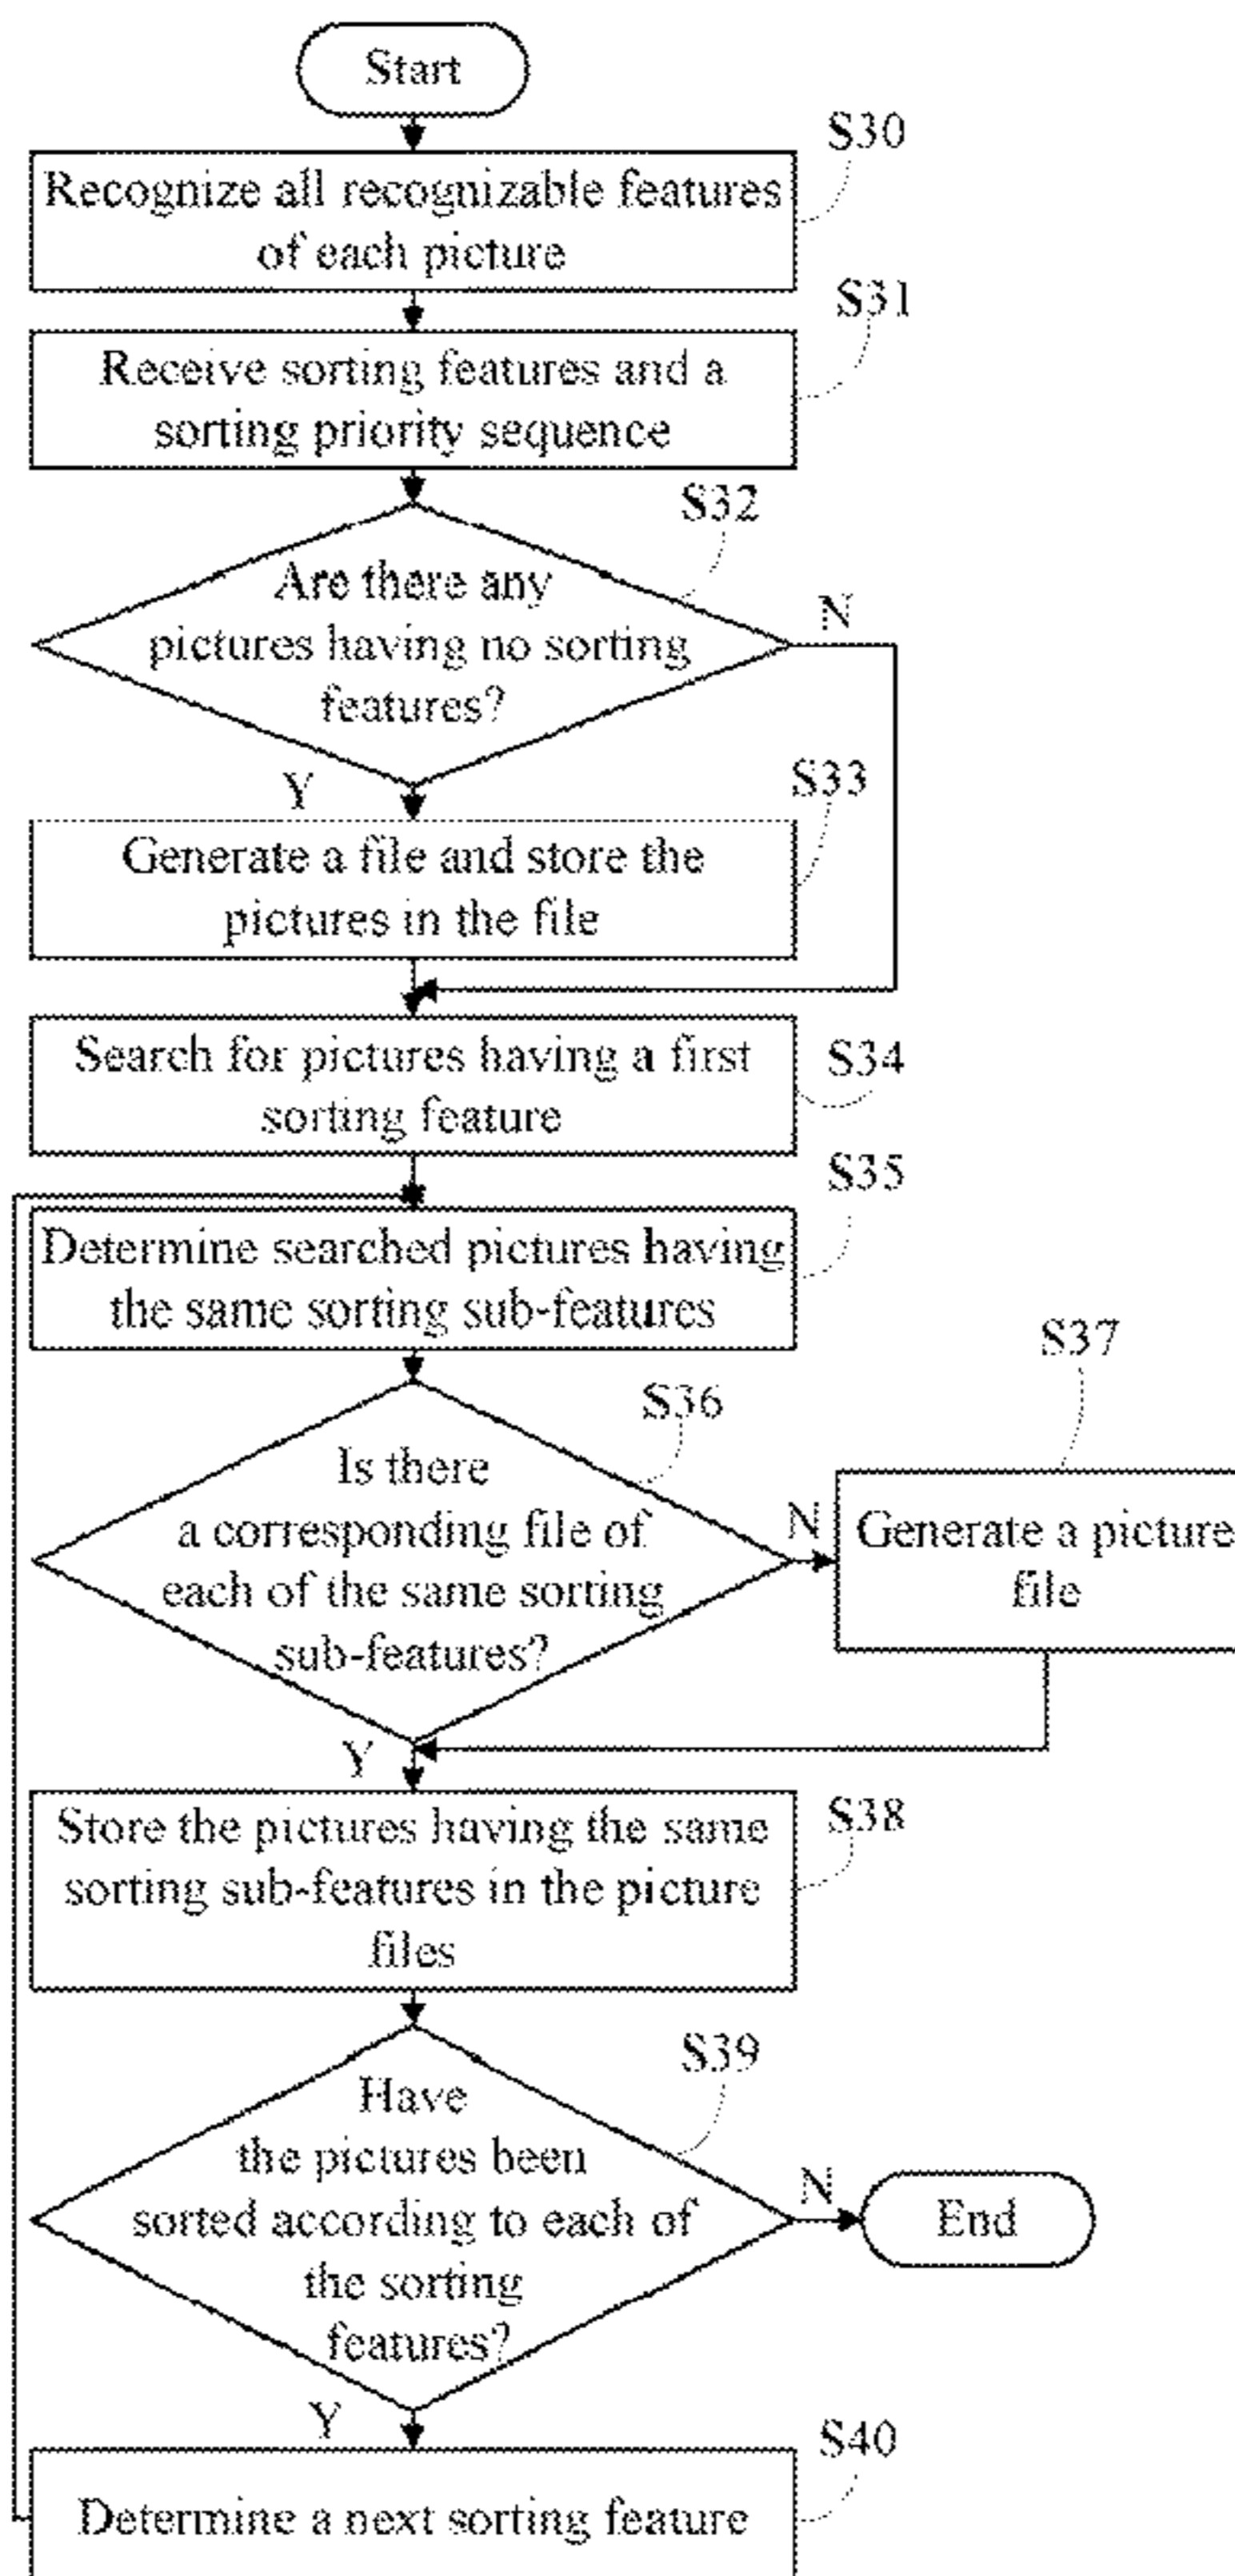 Start
S30
Recognize all recognizable features
of each picture
S31
Receive sorting features and a
sorting priority sequence
S32
Are there any
pictures having no sorting
features?
N
Y
S33
Generate a file and store the
pictures in the file
Search for pictures having a first
sorting feature
S34
S35
Determine searched pictures having
the same sorting sub-features
S36
Is there
a corresponding file of
each of the same sorting
sub-features?
N
S37
Generate a picture
file
Y
Store the pictures having the same
sorting sub-features in the picture
files
S38
S39
Have
the pictures been
sorted according to each of
the sorting
features?
N
End
Y
S40
Determine a next sorting feature